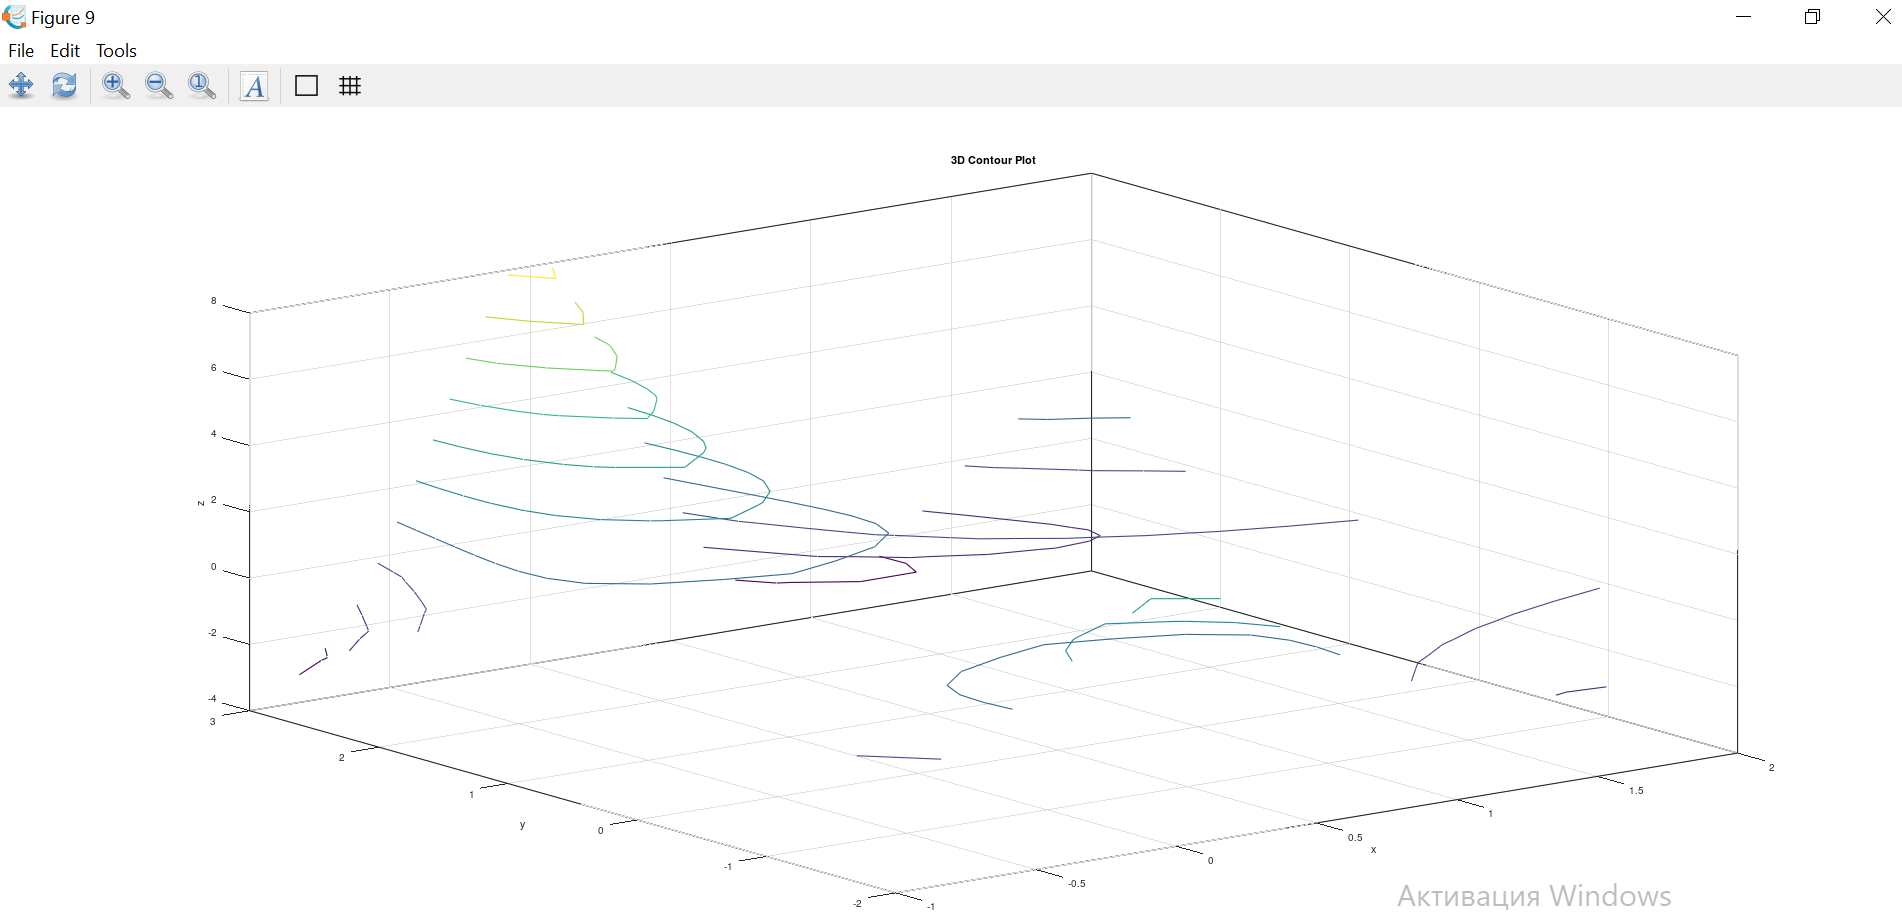 Figure 9
File Edit Tools
A
3D Contour Plot
8
6
4
z
2
0
-2
-4
3
2
1
y
0
-1
-2
-1
-0.5
0
0.5
x
1
1.5
2
Активация Windows